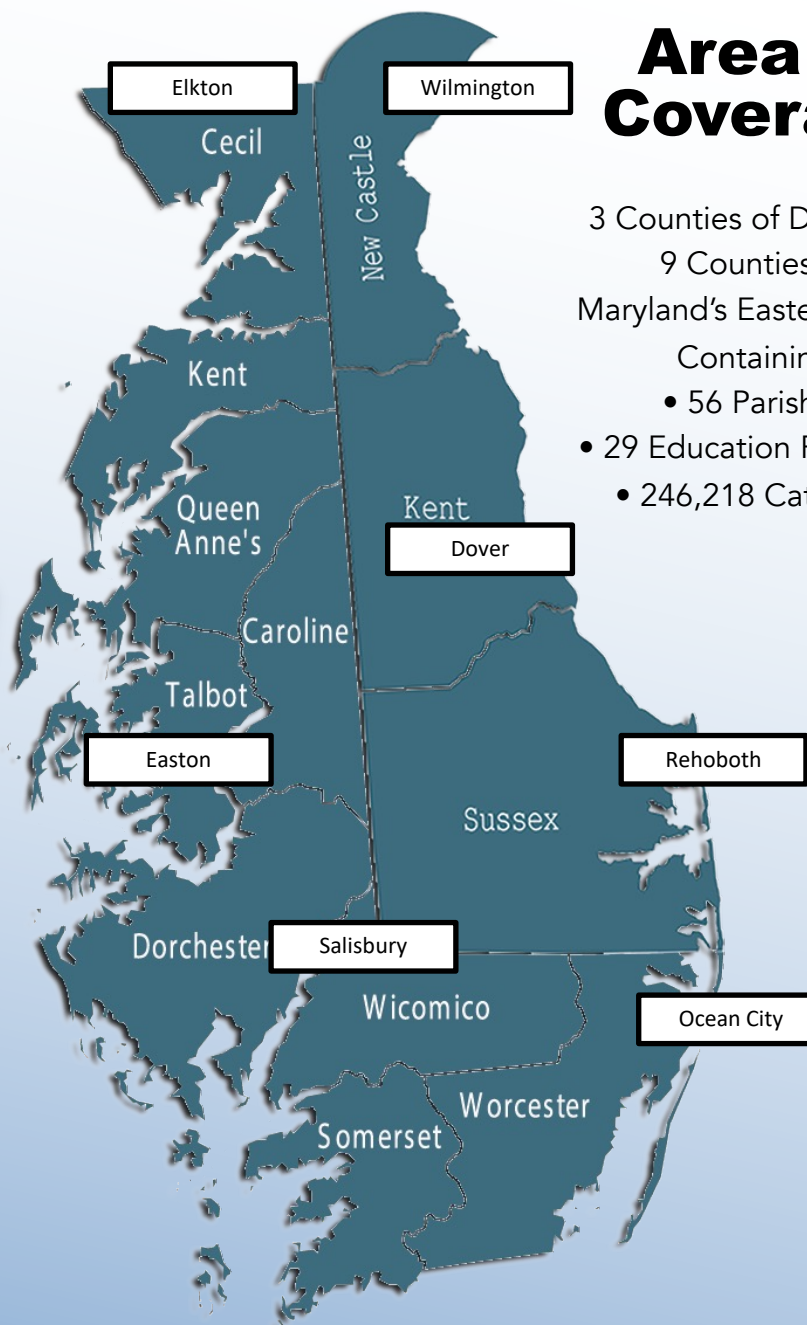 Area
Covera
3 Counties of D
9 Counties
Maryland’s Easte
Containin
• 56 Parish
• 29 Education
• 246,218 Cat
Elkton
Wilmington
Cecil
New Castle
Kent
Queen
Anne's
Kent
Dover
Caroline
Talbot
Easton
Rehoboth
Sussex
Dorchester
Salisbury
Wicomico
Ocean City
Worcester
Somerset